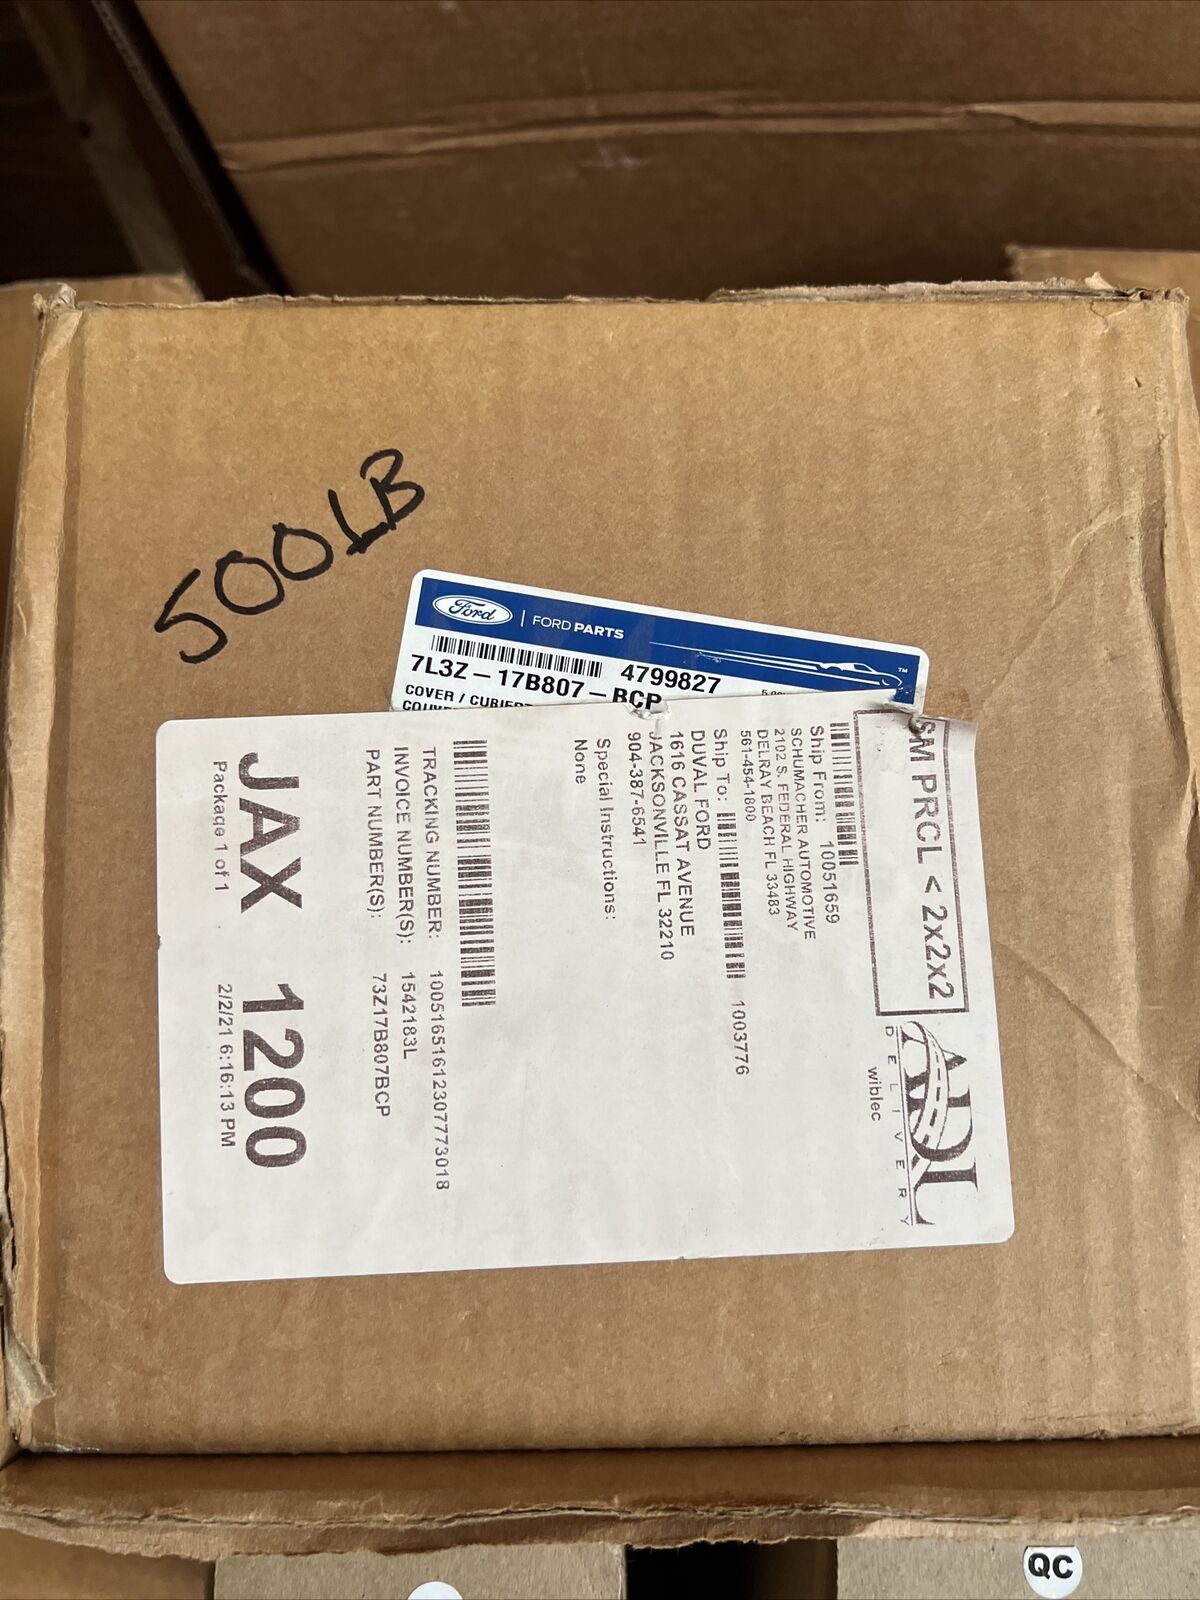 500LB
Ford | FORD PARTS
4799827
7L3Z-17B807-BCP
COVER /
SM PRCL < 2x2x2
ADL
DELIVERY
wiblec
Ship From: 10051659
SCHUMACHER AUTOMOTIVE
2102 S. FEDERAL HIGHWAY
DELRAY BEACH FL 33483
561-454-1800
Ship To: 1003776
DUVAL FORD
1616 CASSAT AVENUE
JACKSONVILLE FL 32210
904-387-6541
Special Instructions:
None
TRACKING NUMBER: 10051651612307773018
INVOICE NUMBER(S): 1542183L
PART NUMBER(S): 73Z17B807BCP
JAX 1200
Package 1 of 1 2/2/21 6:16:13 PM
QC